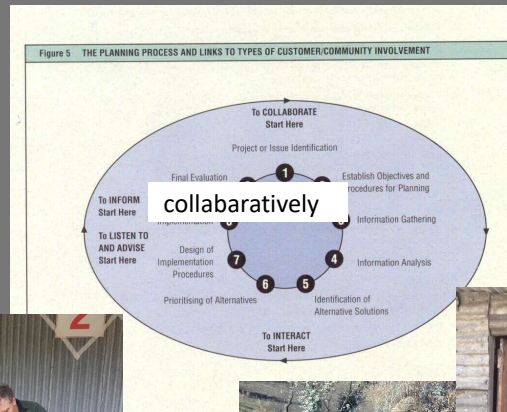 Figure 5 THE PLANNING PROCESS AND LINKS TO TYPES OF CUSTOMER/COMMUNITY INVOLVEMENT
To COLLABORATE
Start Here
Project or Issue Identification
1
Establish Objectives and
Procedures for Planning
Final Evaluation
To INFORM
Start Here
collabaratively
Implementation
Information Gathering
To LISTEN TO
AND ADVISE
Start Here
Design of
Implementation
Procedures
7
4
Information Analysis
6
5
Prioritising of Alternatives
Identification of
Alternative Solutions
To INTERACT
Start Here
2